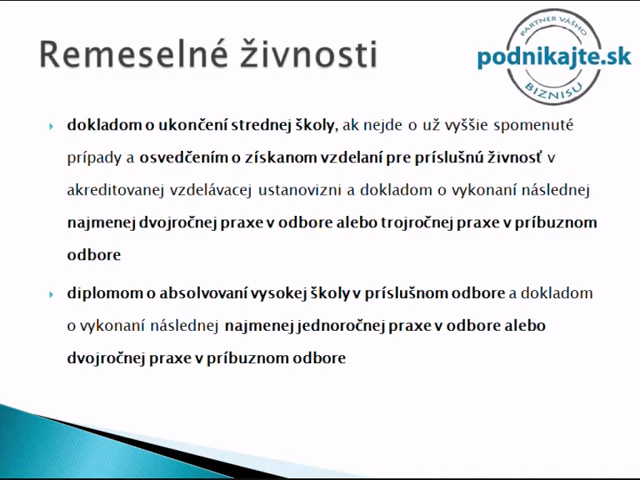 Remeselné živnosti
PARTNER VÁŠHO
podnikajte.sk
BIZNISU
dokladom o ukončení strednej školy, ak nejde o už vyššie spomenuté
prípady a osvedčením o získanom vzdelaní pre príslušnú živnosť v
akreditovanej vzdelávacej ustanovizni a dokladom o vykonaní následnej
najmenej dvojročnej praxe v odbore alebo trojročnej praxe v príbuznom
odbore
diplomom o absolvovaní vysokej školy v príslušnom odbore a dokladom
o vykonaní následnej najmenej jednoročnej praxe v odbore alebo
dvojročnej praxe v príbuznom odbore